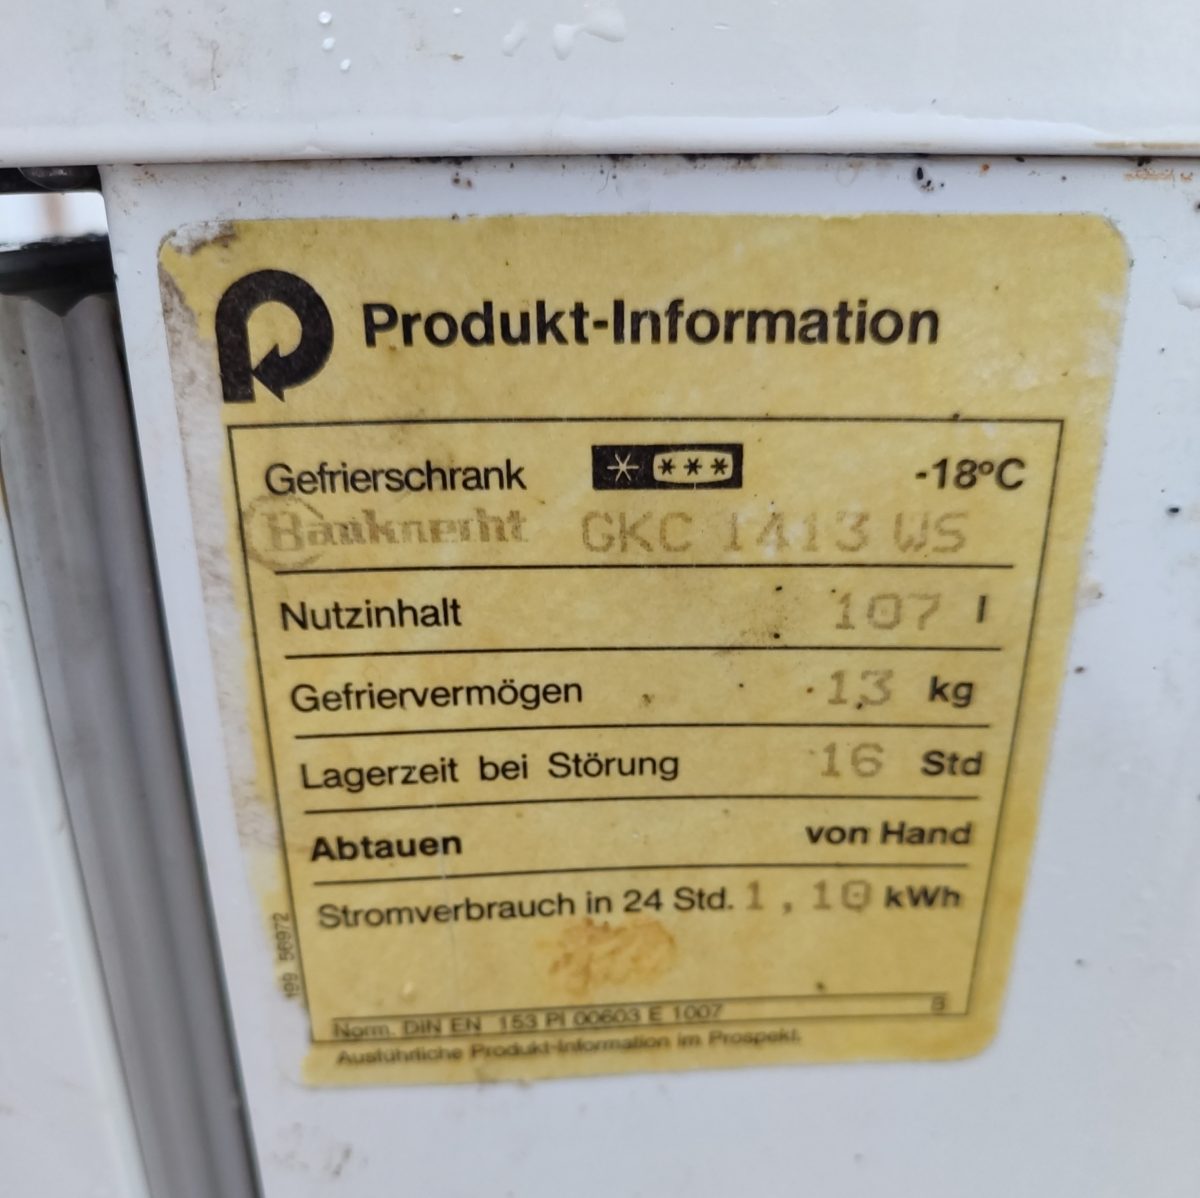 Produkt-Information
Gefrierschrank -18°C
Bauknecht GKC 1413 WS
Nutzinhalt 107 l
Gefriervermögen 13 kg
Lagerzeit bei Störung 16 Std
Abtauen von Hand
Stromverbrauch in 24 Std. 1,10 kWh
199 56972
Norm. DIN EN 153 PI 00603 E 1007
Ausführliche Produkt-Information im Prospekt.